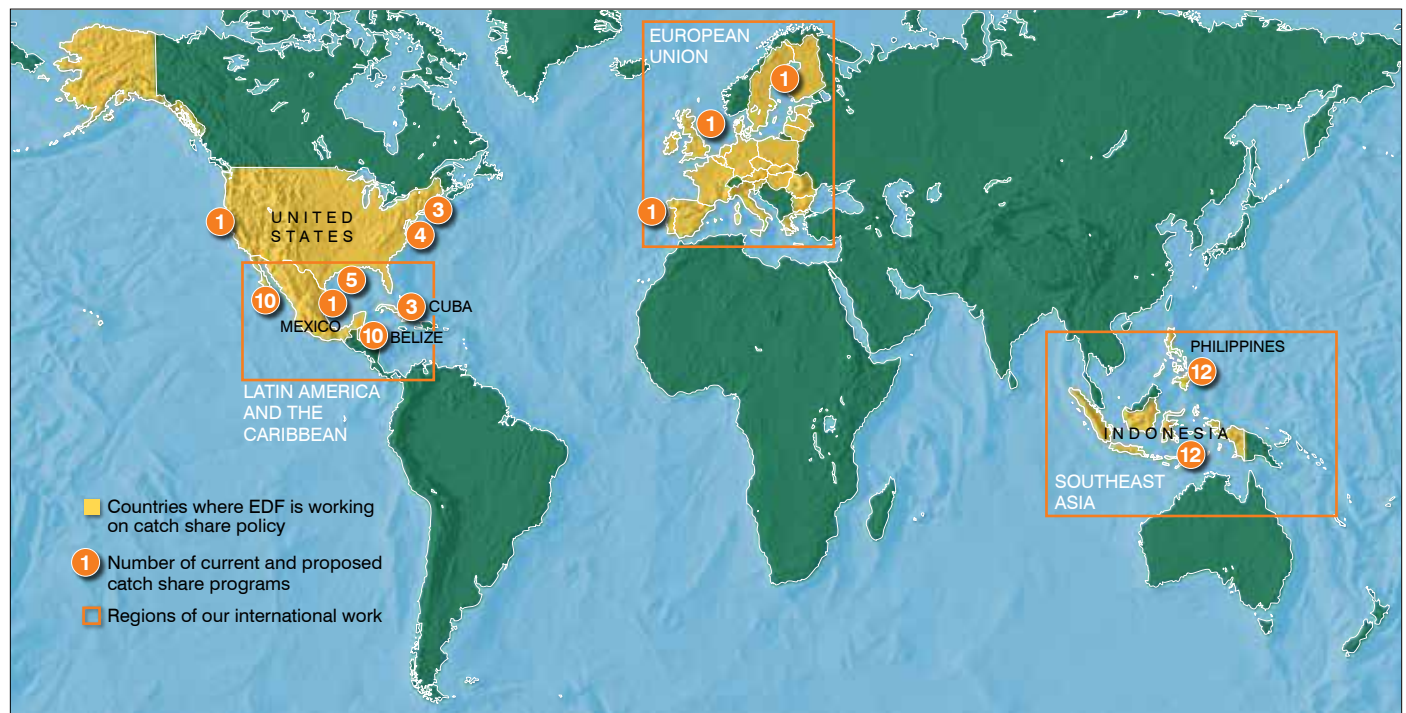 EUROPEAN
UNION
1
1
1
UNITED
STATES
1
3
4
5
10
1
3
CUBA
MEXICO
10
BELIZE
LATIN AMERICA
AND THE
CARIBBEAN
PHILIPPINES
12
INDONESIA
12
SOUTHEAST
ASIA
Countries where EDF is working
on catch share policy
1
Number of current and proposed
catch share programs
Regions of our international work